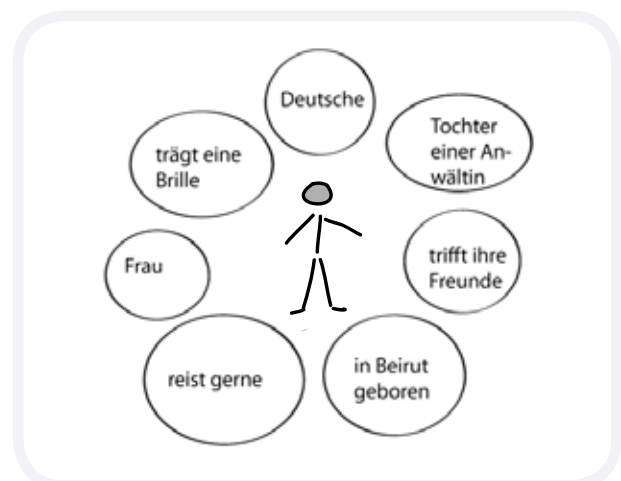 Deutsche
Tochter
einer An-
wältin
trägt eine
Brille
trifft ihre
Freunde
Frau
in Beirut
geboren
reist gerne